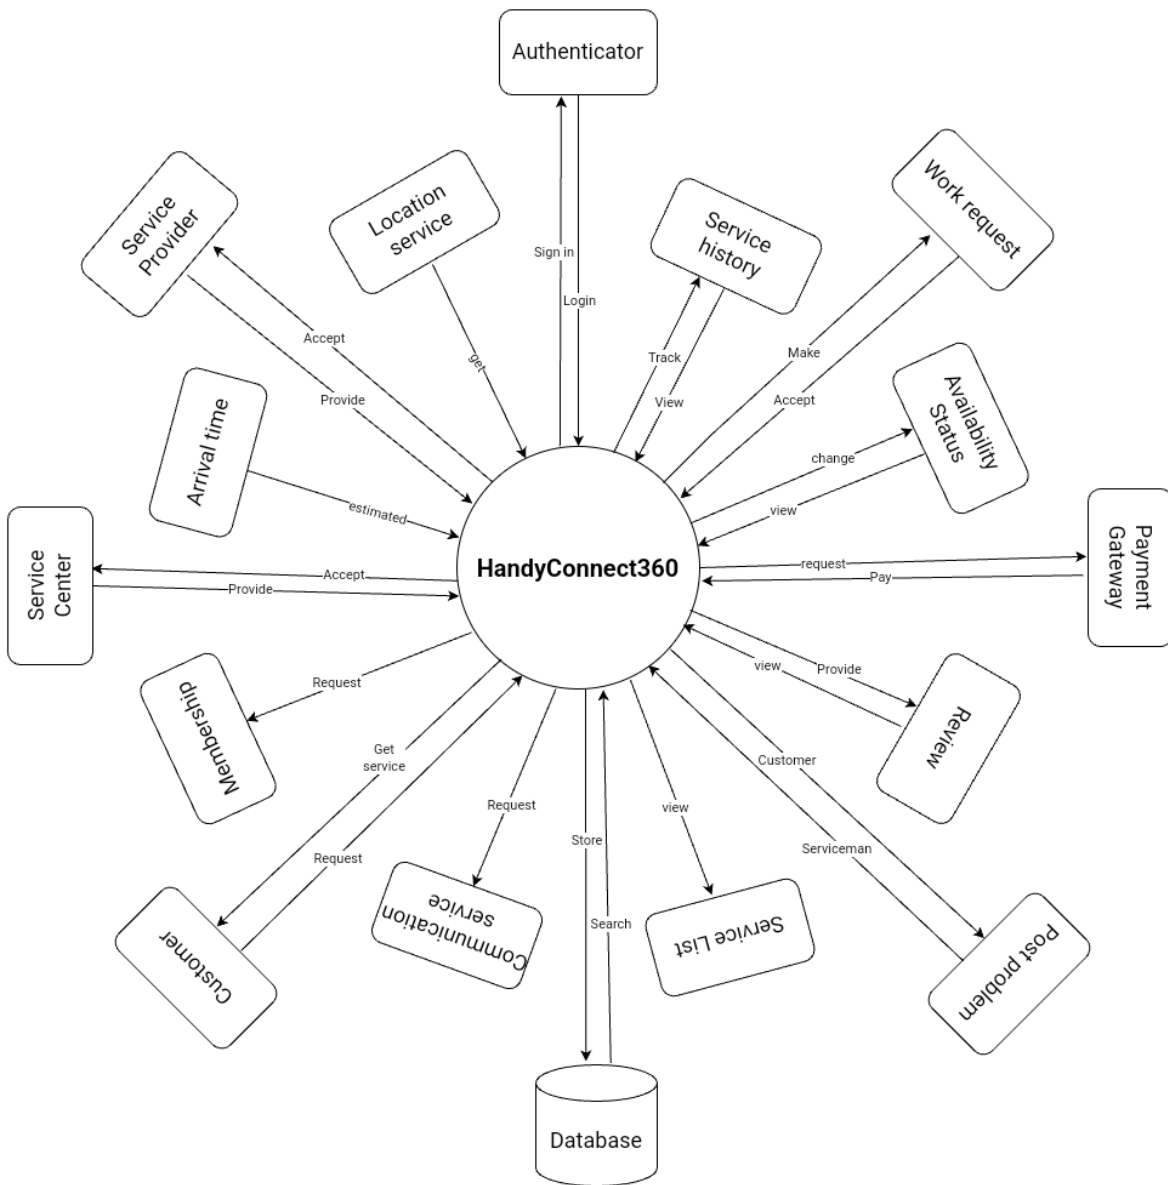 Authenticator
Service
Provider
Location
service
Service
history
Work request
Sign in
Login
Accept
Provide
get
Track
View
Make
Accept
Arrival time
estimated
change
view
Availability
Status
Service
Center
Accept
Provide
HandyConnect360
request
Pay
Payment
Gateway
Membership
Request
Provide
view
Review
Get
service
Request
Customer
Request
Communication
service
Store
Search
view
Service List
Customer
Serviceman
Post problem
Database